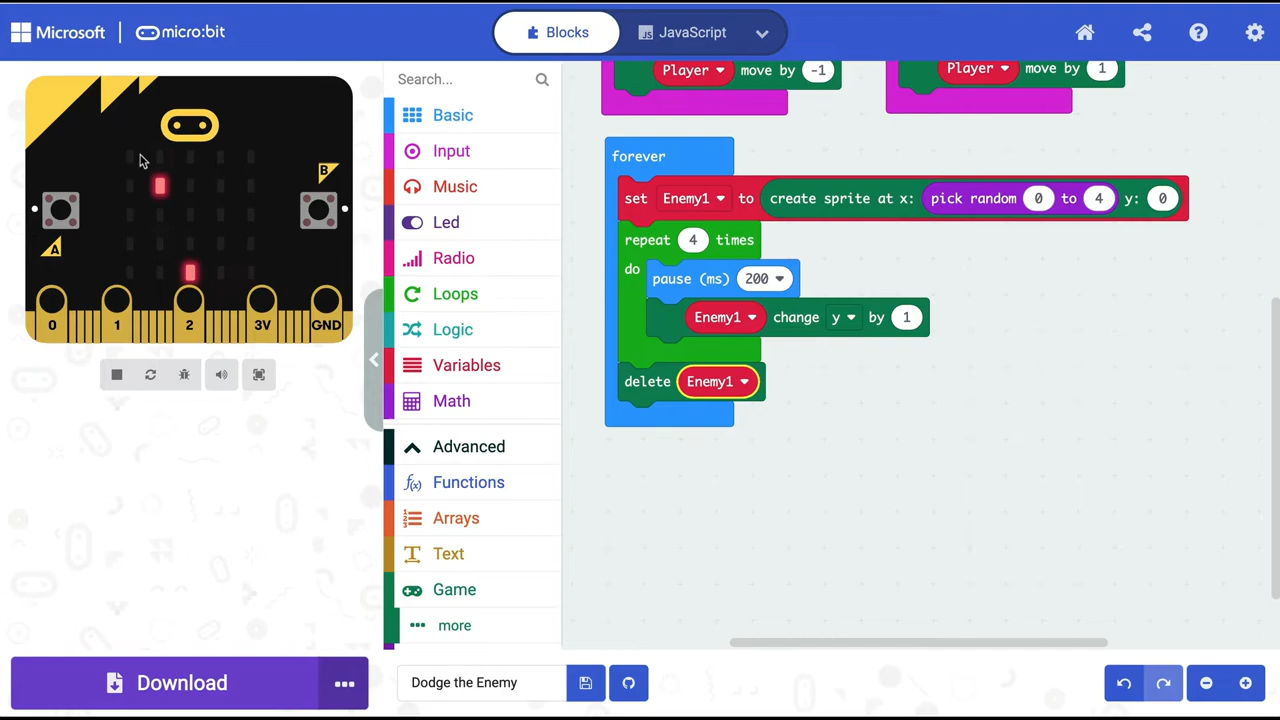 Microsoft | micro:bit
Blocks
JavaScript
B
A
0 1 2 3V GND
Download
Search...
Basic
Input
Music
Led
Radio
Loops
Logic
Variables
Math
Advanced
Functions
Arrays
Text
Game
more
Player move by -1
Player move by 1
forever
set Enemy1 to create sprite at x: pick random 0 to 4 y: 0
repeat 4 times
do pause (ms) 200
Enemy1 change y by 1
delete Enemy1
Dodge the Enemy